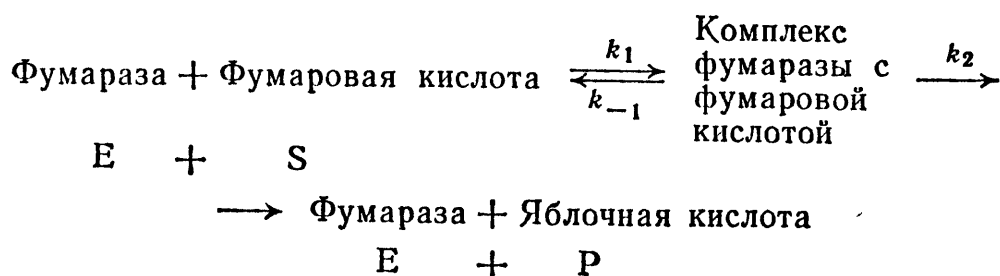 Комплекс
k₁ фумаразы с k₂
Фумараза + Фумаровая кислота ⇌ фумаровой ⟶
k₋₁ кислотой
E + S
⟶ Фумараза + Яблочная кислота
E + P